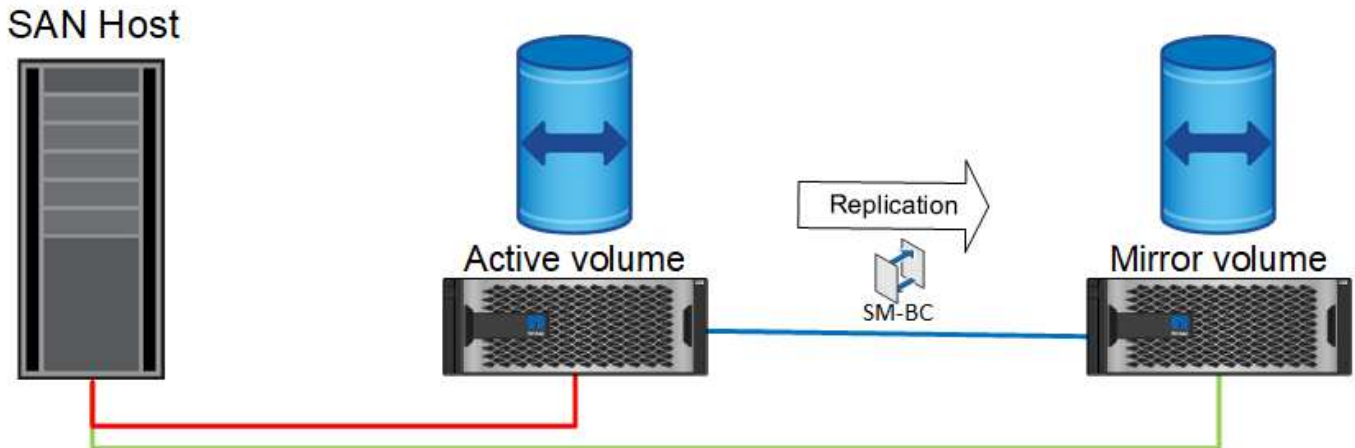 SAN Host
Replication
Active volume
Mirror volume
SM-BC